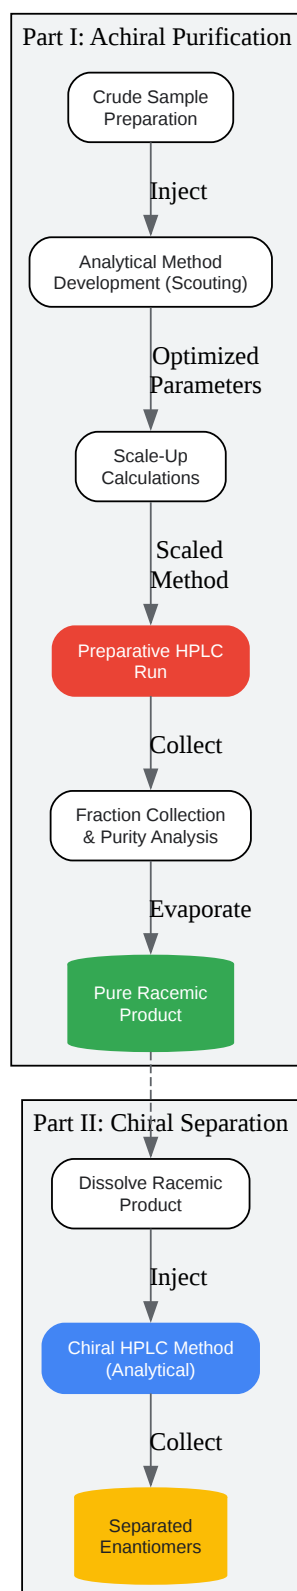 Part I: Achiral Purification
Crude Sample
Preparation
Inject
Analytical Method
Development (Scouting)
Optimized
Parameters
Scale-Up
Calculations
Scaled
Method
Preparative HPLC
Run
Collect
Fraction Collection
& Purity Analysis
Evaporate
Pure Racemic
Product
Part II: Chiral Separation
Dissolve Racemic
Product
Inject
Chiral HPLC Method
(Analytical)
Collect
Separated
Enantiomers